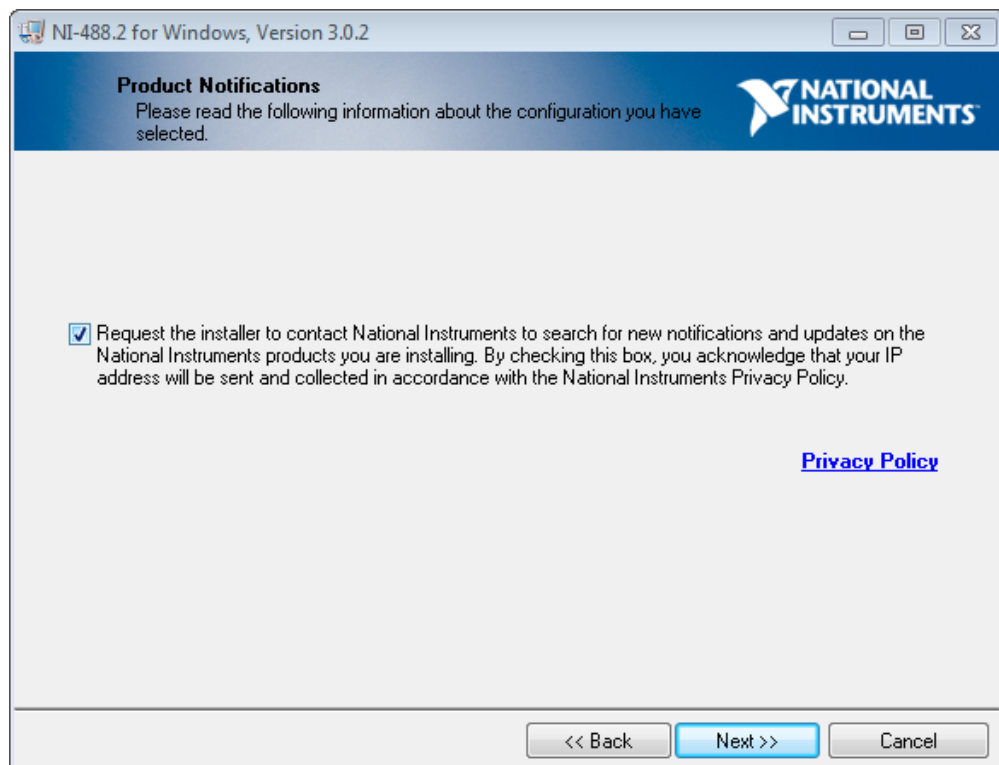 NI-488.2 for Windows, Version 3.0.2
Product Notifications
Please read the following information about the configuration you have
selected.
NATIONAL
INSTRUMENTS™
Request the installer to contact National Instruments to search for new notifications and updates on the
National Instruments products you are installing. By checking this box, you acknowledge that your IP
address will be sent and collected in accordance with the National Instruments Privacy Policy.
Privacy Policy
<< Back
Next >>
Cancel